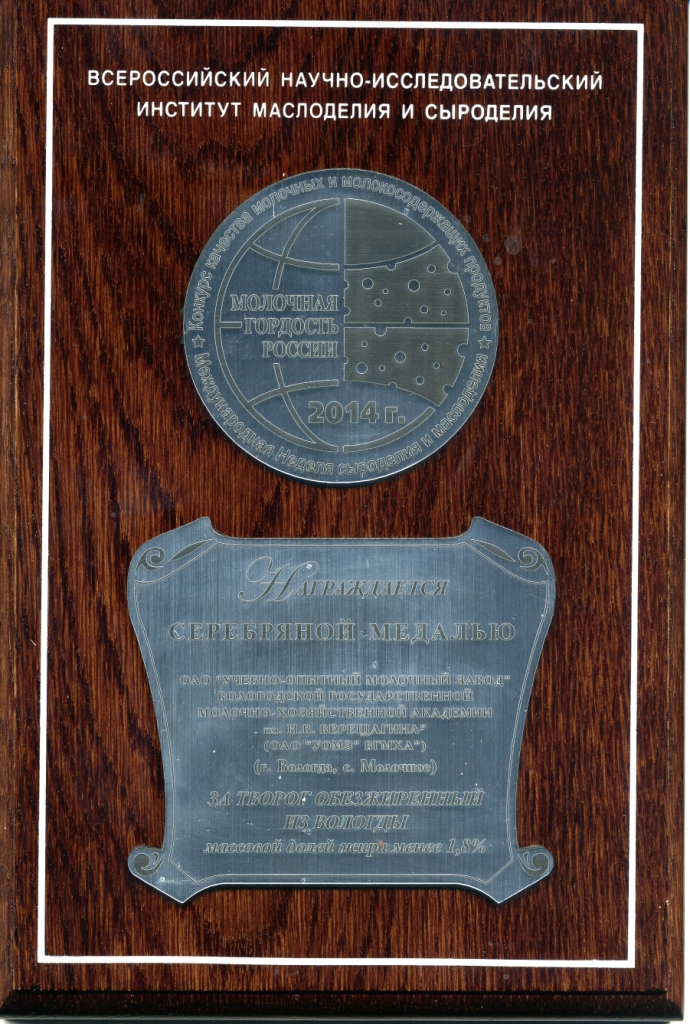 ВСЕРОССИЙСКИЙ НАУЧНО-ИССЛЕДОВАТЕЛЬСКИЙ
ИНСТИТУТ МАСЛОДЕЛИЯ И СЫРОДЕЛИЯ
★ Конкурс качества молочных и молокосодержащих продуктов ★
МОЛОЧНАЯ
ГОРДОСТЬ
РОССИИ
2014 г.
Международная Неделя сыроделия и маслоделия
НАГРАЖДАЕТСЯ
СЕРЕБРЯНОЙ МЕДАЛЬЮ
ОАО "УЧЕБНО-ОПЫТНЫЙ МОЛОЧНЫЙ ЗАВОД"
ВОЛОГОДСКОЙ ГОСУДАРСТВЕННОЙ
МОЛОЧНО-ХОЗЯЙСТВЕННОЙ АКАДЕМИИ
им. Н.В. ВЕРЕЩАГИНА"
(ОАО "УОМЗ" ВГМХА")
(г. Вологда, с. Молочное)
ЗА ТВОРОГ ОБЕЗЖИРЕННЫЙ
ИЗ ВОЛОГДЫ
массовой долей жира менее 1,8%